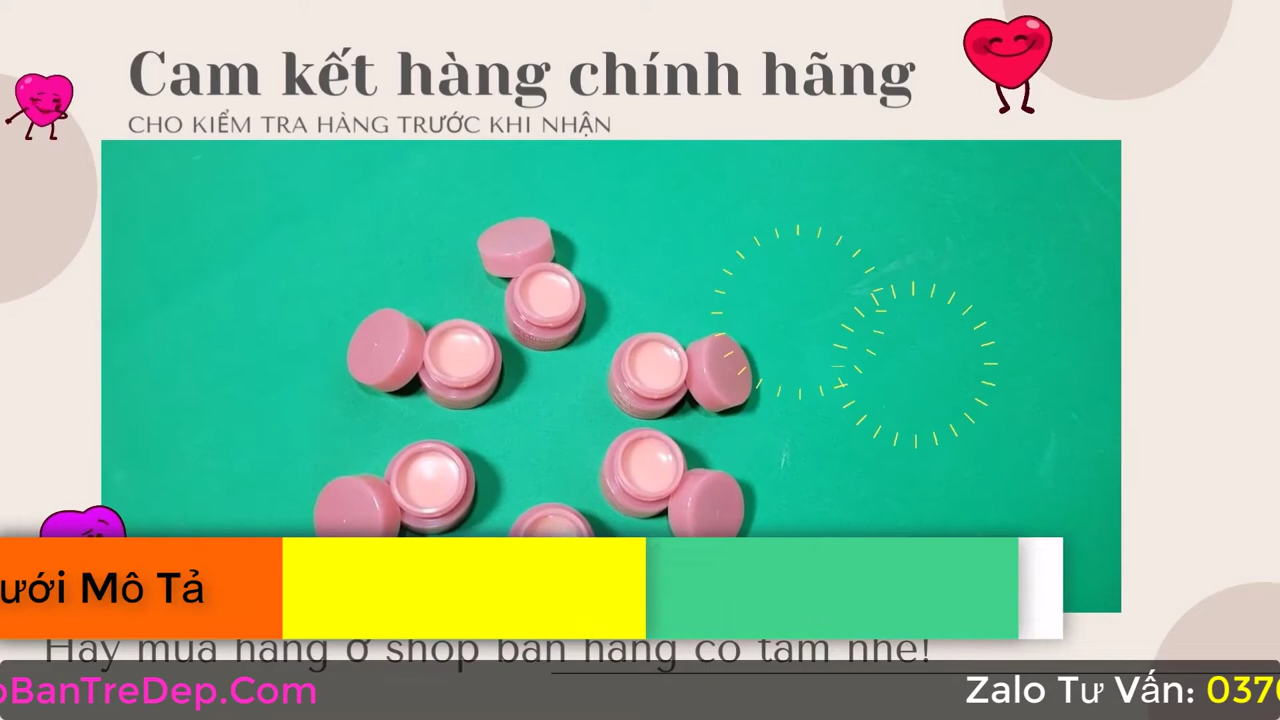 Cam kết hàng chính hãng
CHO KIỂM TRA HÀNG TRƯỚC KHI NHẬN
ưới Mô Tả
Hãy mua hàng ở shop bán hàng có tâm nhé!
oBanTreDep.Com
Zalo Tư Vấn: 0370